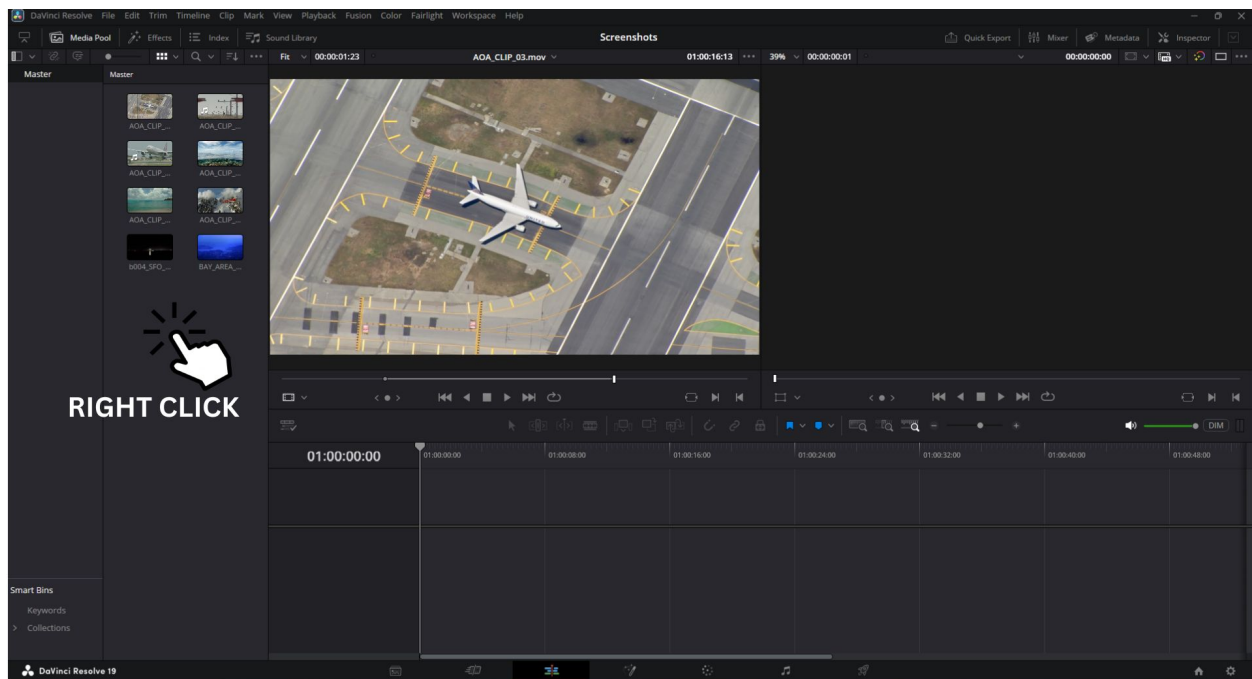 DaVinci Resolve File Edit Trim Timeline Clip Mark View Playback Fusion Color Fairlight Workspace Help
Media Pool Effects Index Sound Library Screenshots Quick Export Mixer Metadata Inspector
Fit 00:00:01:23 AOA_CLIP_03.mov 01:00:16:13 39% 00:00:00:01 00:00:00:00
Master Master
AOA_CLIP_... AOA_CLIP_...
AOA_CLIP_... AOA_CLIP_...
AOA_CLIP_... AOA_CLIP_...
b004_SFO_... BAY_AREA_...
RIGHT CLICK
DIM
01:00:00:00 01:00:00:00 01:00:08:00 01:00:16:00 01:00:24:00 01:00:32:00 01:00:40:00 01:00:48:00
Smart Bins
Keywords
Collections
DaVinci Resolve 19